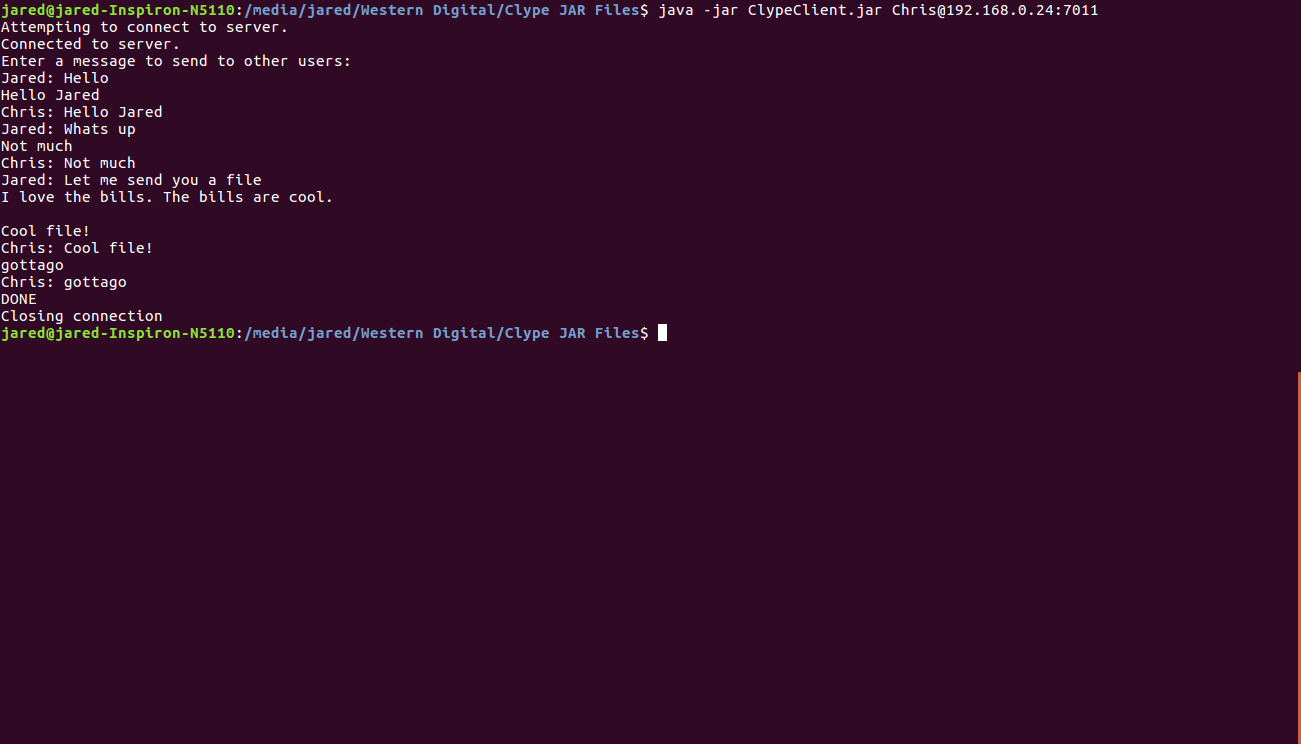 jared@jared-Inspiron-N5110:/media/jared/Western Digital/Clype JAR Files$ java -jar ClypeClient.jar Chris@192.168.0.24:7011
Attempting to connect to server.
Connected to server.
Enter a message to send to other users:
Jared: Hello
Hello Jared
Chris: Hello Jared
Jared: Whats up
Not much
Chris: Not much
Jared: Let me send you a file
I love the bills. The bills are cool.

Cool file!
Chris: Cool file!
gottago
Chris: gottago
DONE
Closing connection
jared@jared-Inspiron-N5110:/media/jared/Western Digital/Clype JAR Files$